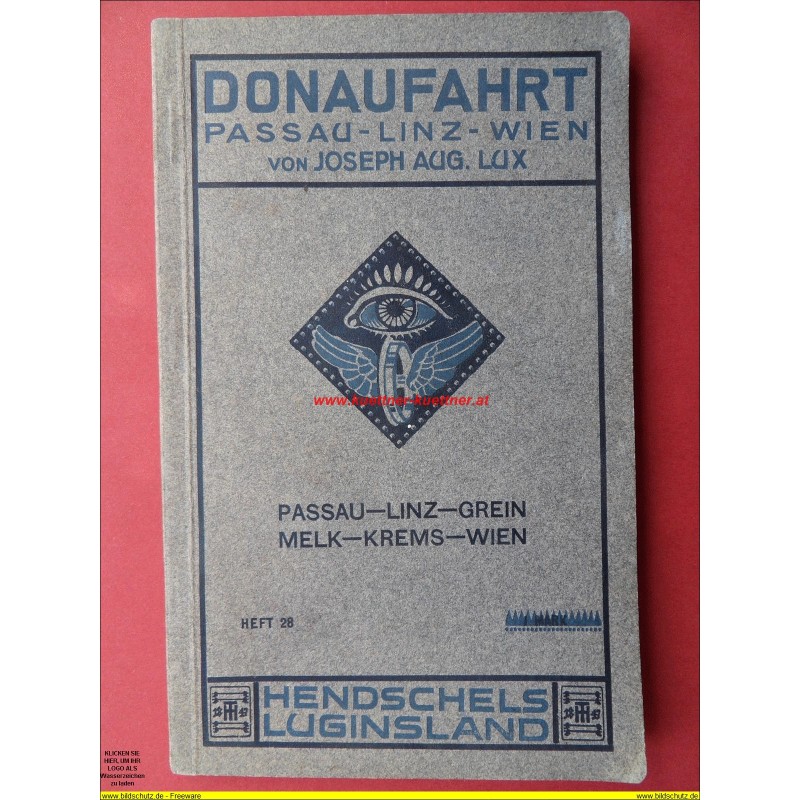 DONAUFAHRT
PASSAU-LINZ-WIEN
VON JOSEPH AUG. LUX
www.kuettner-kuettner.at
PASSAU—LINZ—GREIN
MELK—KREMS—WIEN
HEFT 28
1 MARK
HENDSCHELS
LUGINSLAND
KLICKEN SIE
HIER, UM IHR
LOGO ALS
Wasserzeichen
zu laden
www.bildschutz.de - Freeware
www.bildschutz.de